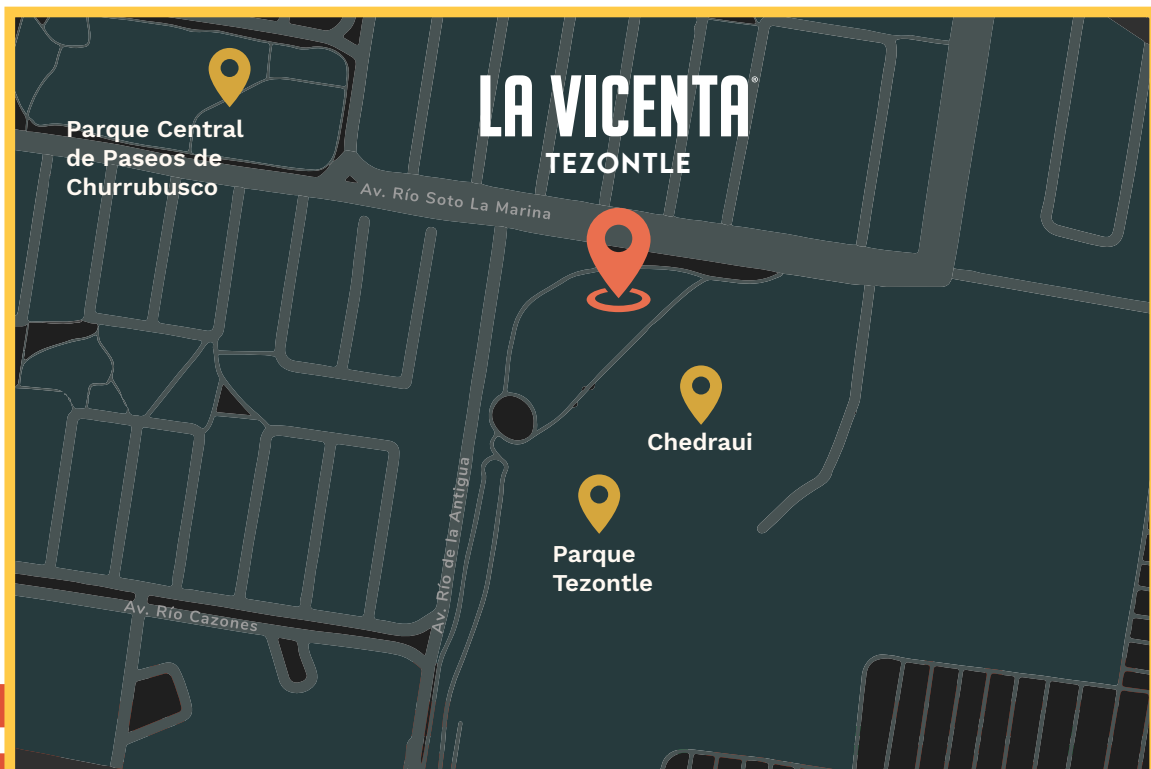 LA VICENTA®
TEZONTLE
Parque Central
de Paseos de
Churrubusco
Av. Río Soto La Marina
Chedraui
Parque
Tezontle
Av. Río de la Antigua
Av. Río Cazones